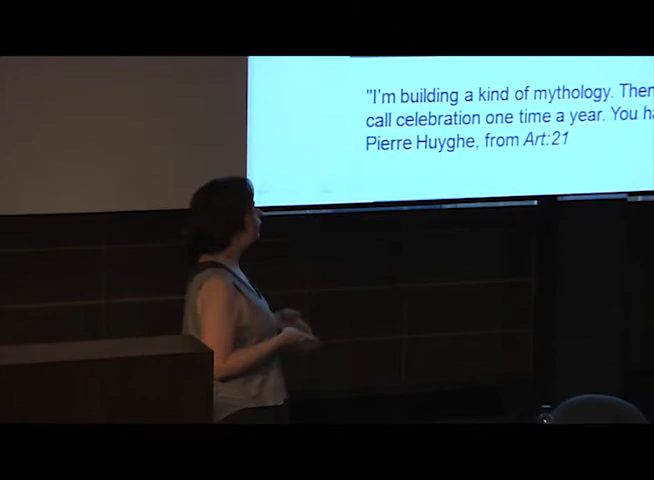 "I'm building a kind of mythology. Then
call celebration one time a year. You ha
Pierre Huyghe, from Art:21